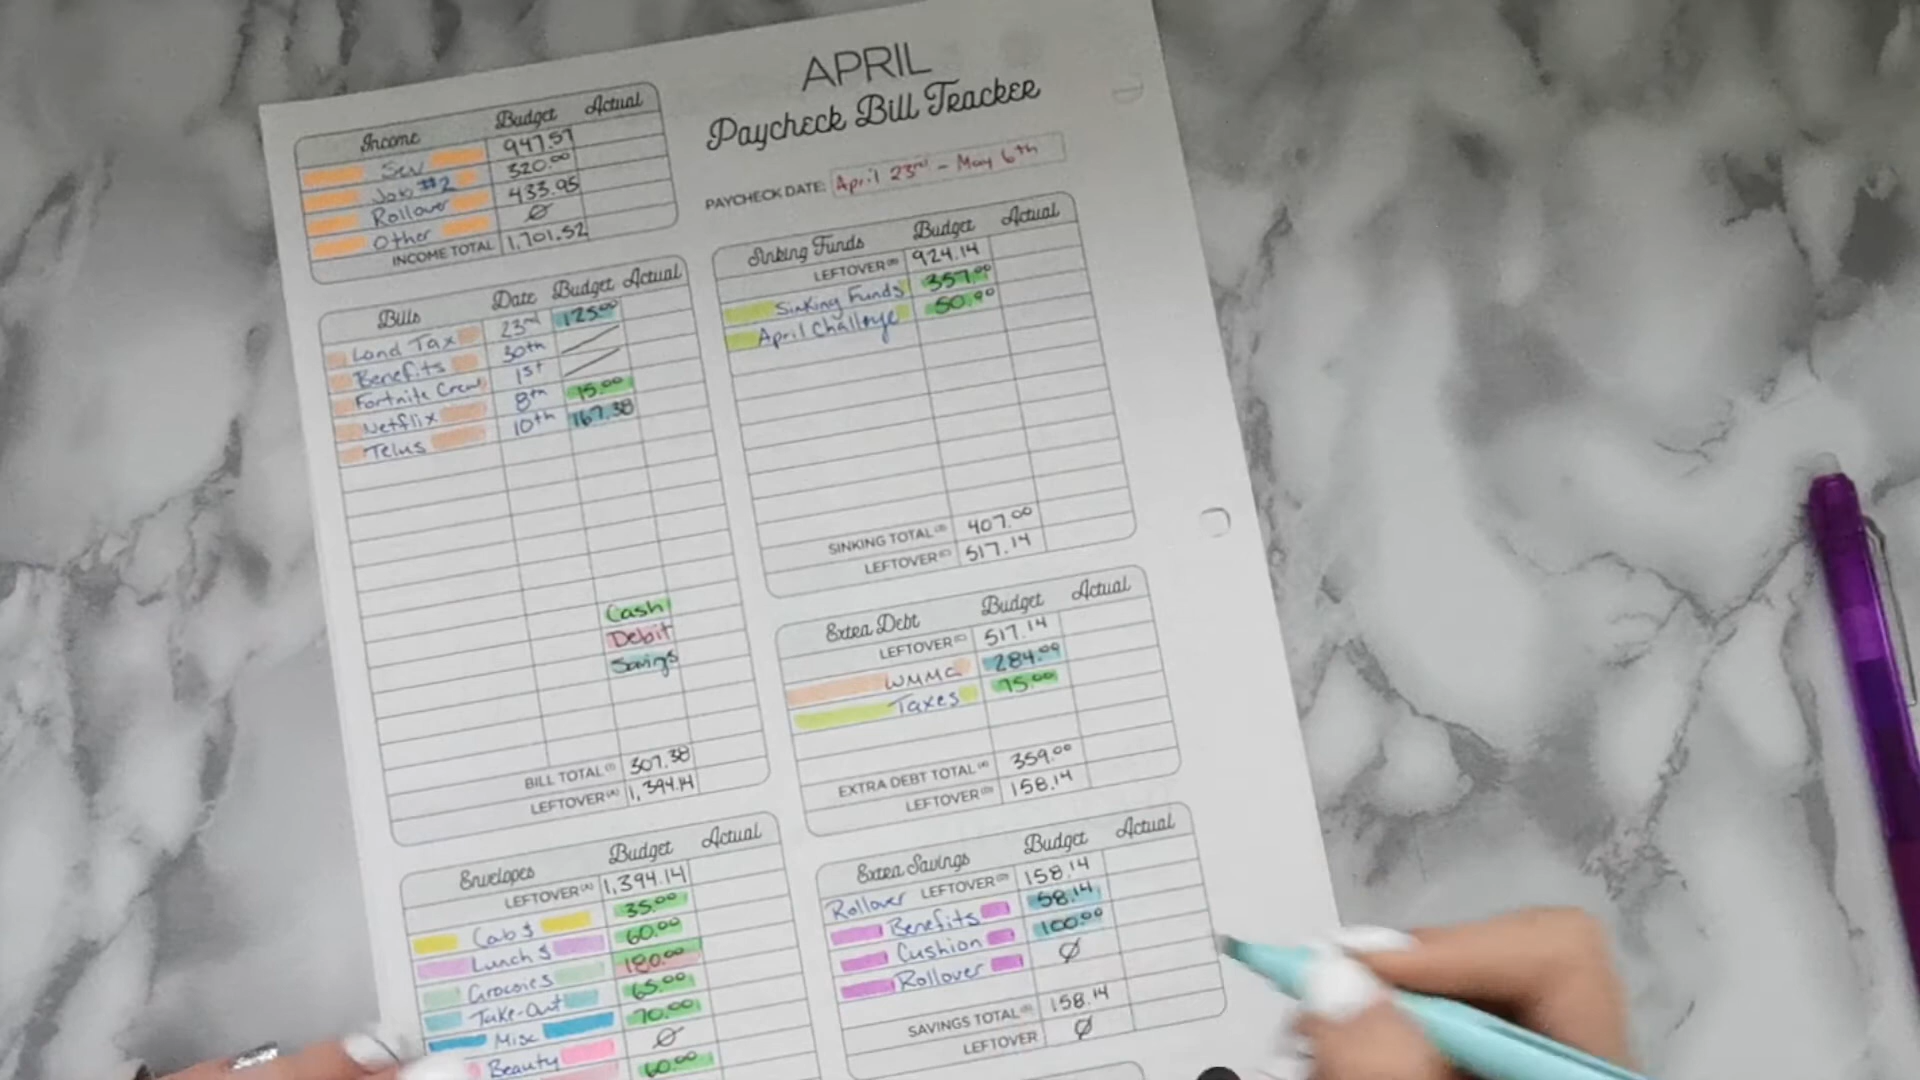 APRIL
Paycheck Bill Tracker
PAYCHECK DATE: April 23rd - May 6th
Income Budget Actual
947.57
Job #2 320.00
Rollover 433.95
Other Ø
INCOME TOTAL 1,701.52
Bills Date Budget Actual
Land Tax 23rd 125.00
Benefits 30th
Fortnite Crew 1st
Netflix 8th 15.00
Telus 10th 167.38
Cash
Debit
Savings
BILL TOTAL 307.38
LEFTOVER (A) 1,394.14
Envelopes Budget Actual
LEFTOVER (A) 1,394.14
Cab $ 35.00
Lunch $ 60.00
Grocries 180.00
Take-Out 65.00
Misc 70.00
Beauty Ø
60.00
Sinking Funds Budget Actual
LEFTOVER 924.14
Sinking Funds 357.00
April Challenge 50.00
SINKING TOTAL 407.00
LEFTOVER 517.14
Extra Debt Budget Actual
LEFTOVER 517.14
WMMC 284.00
Taxes 75.00
EXTRA DEBT TOTAL 359.00
LEFTOVER 158.14
Extra Savings Budget Actual
Rollover LEFTOVER 158.14
Benefits 58.14
Cushion 100.00
Rollover Ø
SAVINGS TOTAL 158.14
LEFTOVER Ø